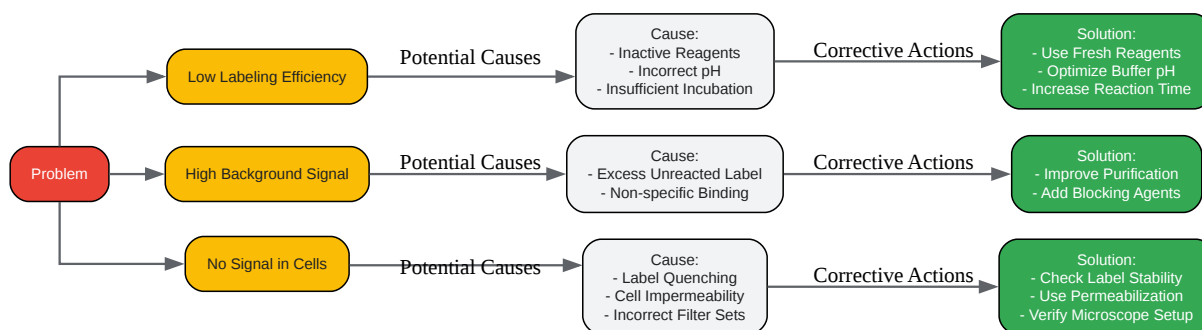 Problem
Low Labeling Efficiency
Potential Causes
Cause:
- Inactive Reagents
- Incorrect pH
- Insufficient Incubation
Corrective Actions
Solution:
- Use Fresh Reagents
- Optimize Buffer pH
- Increase Reaction Time
High Background Signal
Potential Causes
Cause:
- Excess Unreacted Label
- Non-specific Binding
Corrective Actions
Solution:
- Improve Purification
- Add Blocking Agents
No Signal in Cells
Potential Causes
Cause:
- Label Quenching
- Cell Impermeability
- Incorrect Filter Sets
Corrective Actions
Solution:
- Check Label Stability
- Use Permeabilization
- Verify Microscope Setup